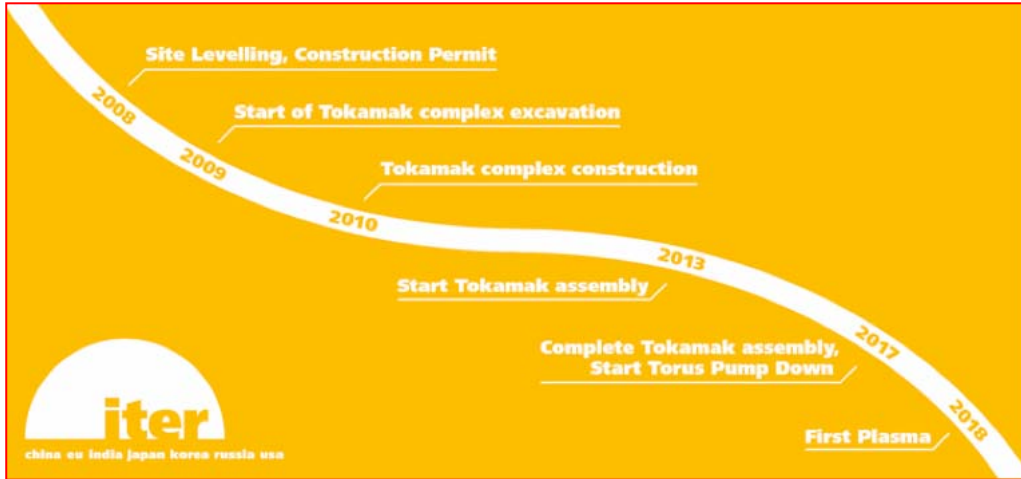 Site Levelling, Construction Permit
2008
Start of Tokamak complex excavation
2009
Tokamak complex construction
2010
2013
Start Tokamak assembly
2017
Complete Tokamak assembly,
Start Torus Pump Down
2018
First Plasma
iter
china eu india japan korea russia usa